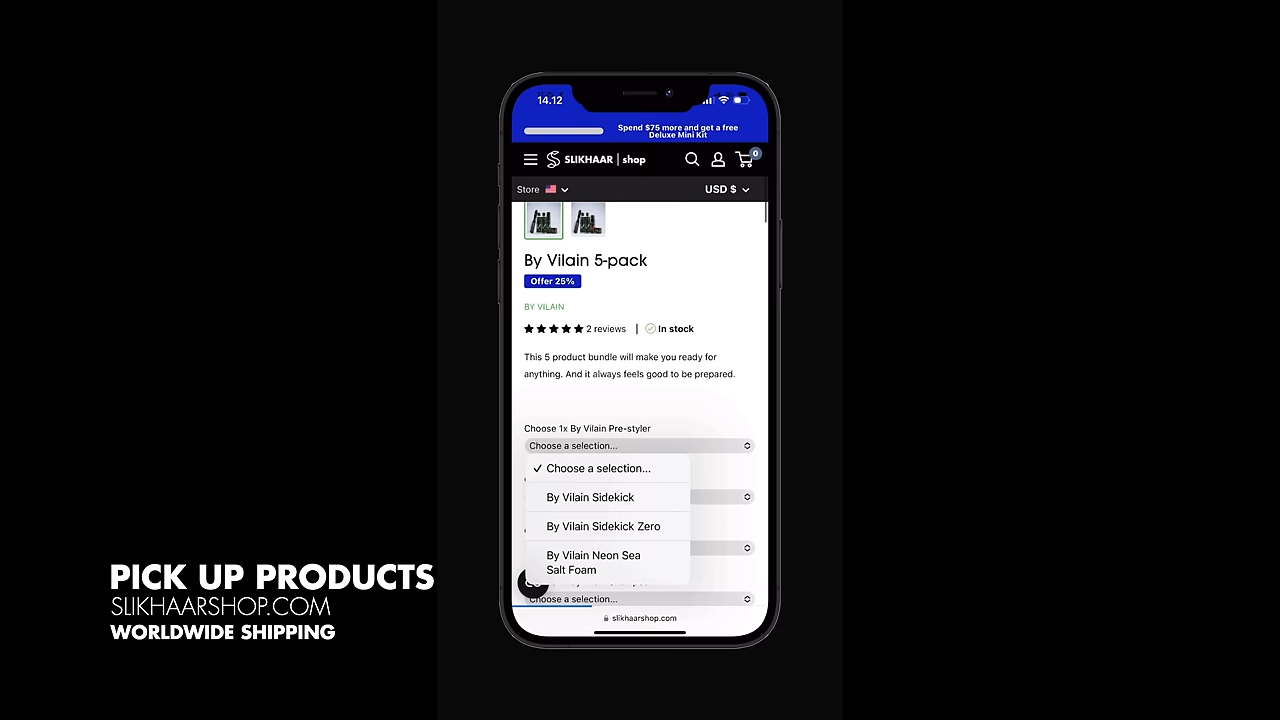 14.12
Spend $75 more and get a free
Deluxe Mini Kit
SLIKHAAR | shop
0
Store
USD $
By Vilain 5-pack
Offer 25%
BY VILAIN
2 reviews | In stock
This 5 product bundle will make you ready for
anything. And it always feels good to be prepared.
Choose 1x By Vilain Pre-styler
Choose a selection...
✓ Choose a selection...
By Vilain Sidekick
By Vilain Sidekick Zero
By Vilain Neon Sea
Salt Foam
Choose a selection...
slikhaarshop.com
PICK UP PRODUCTS
SLIKHAARSHOP.COM
WORLDWIDE SHIPPING